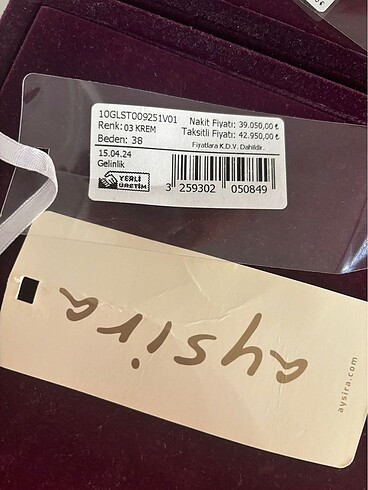 10GLST009251V01
Nakit Fiyatı: 39.050,00 ₺
Renk: 03 KREM
Taksitli Fiyatı: 42.950,00 ₺
Beden: 38
Fiyatlara K.D.V. Dahildir.
15.04.24
Gelinlik
YERLİ
ÜRETİM
3 259302 050849
aysira
aysira.com